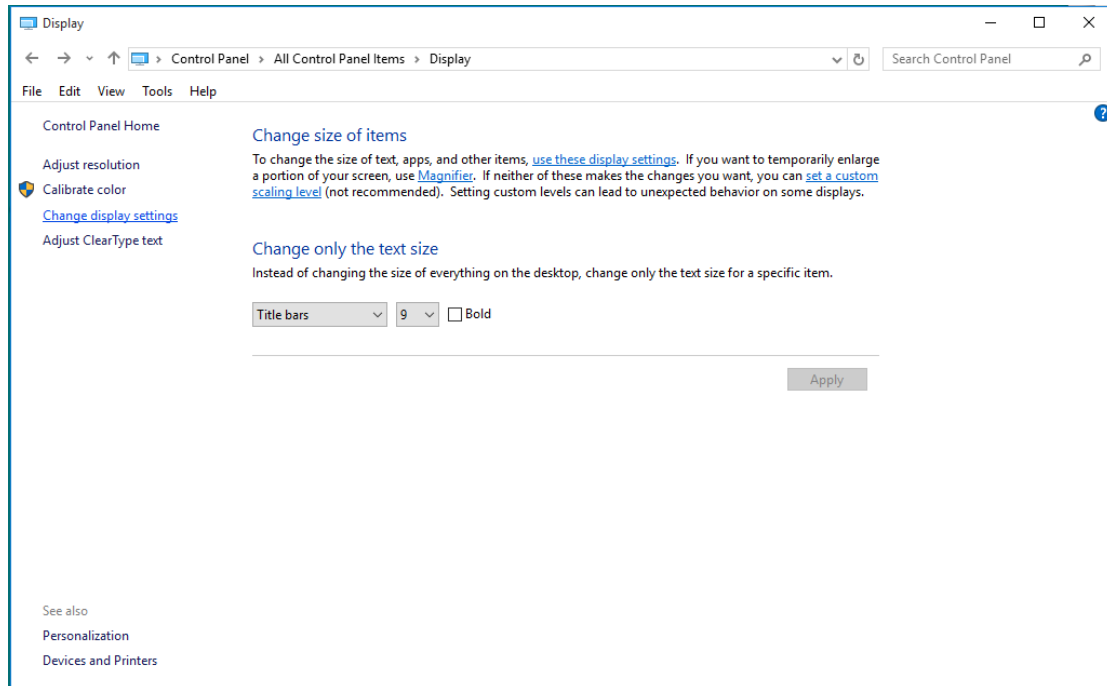 Display
Control Panel > All Control Panel Items > Display
Search Control Panel
File Edit View Tools Help
Control Panel Home
Adjust resolution
Calibrate color
Change display settings
Adjust ClearType text
Change size of items
To change the size of text, apps, and other items, use these display settings. If you want to temporarily enlarge
a portion of your screen, use Magnifier. If neither of these makes the changes you want, you can set a custom
scaling level (not recommended). Setting custom levels can lead to unexpected behavior on some displays.
Change only the text size
Instead of changing the size of everything on the desktop, change only the text size for a specific item.
Title bars 9 Bold
Apply
See also
Personalization
Devices and Printers